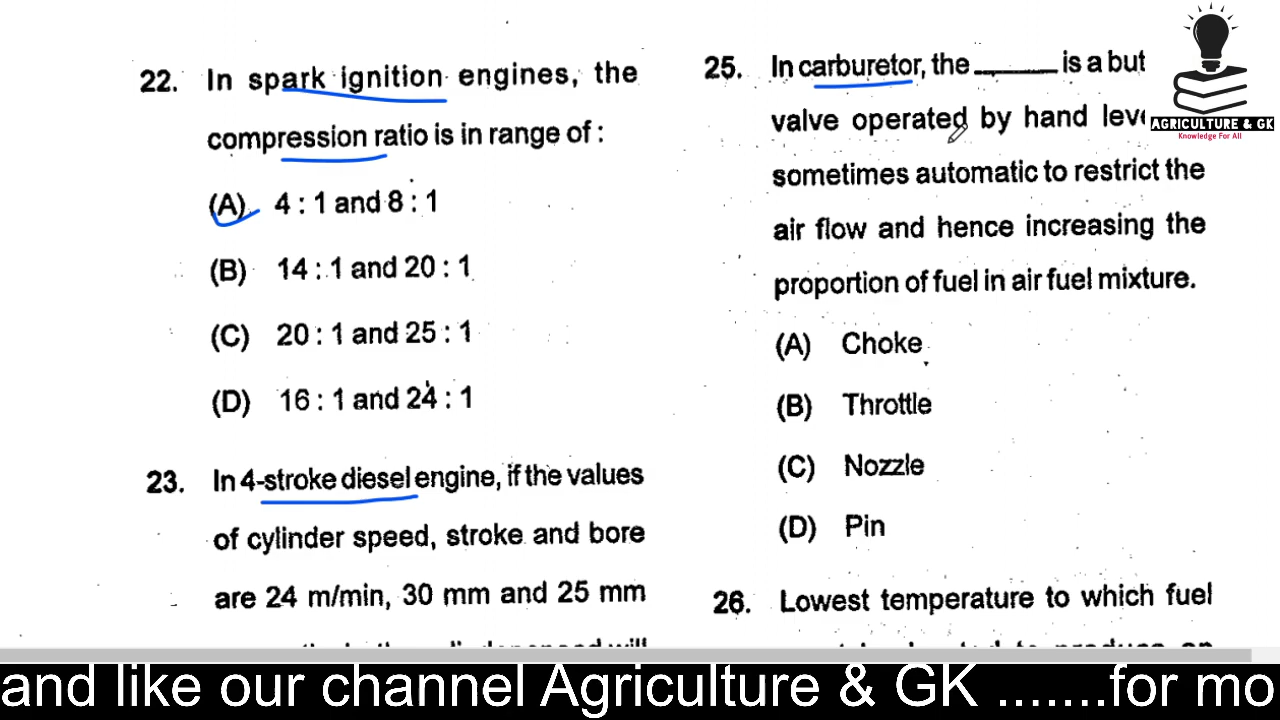 22. In spark ignition engines, the
compression ratio is in range of :
(A) 4 : 1 and 8 : 1
(B) 14 : 1 and 20 : 1
(C) 20 : 1 and 25 : 1
(D) 16 : 1 and 24 : 1
23. In 4-stroke diesel engine, if the values
of cylinder speed, stroke and bore
are 24 m/min, 30 mm and 25 mm
25. In carburetor, the ______ is a but
valve operated by hand leve
sometimes automatic to restrict the
air flow and hence increasing the
proportion of fuel in air fuel mixture.
(A) Choke
(B) Throttle
(C) Nozzle
(D) Pin
26. Lowest temperature to which fuel
AGRICULTURE & GK
Knowledge For All
and like our channel Agriculture & GK .......for mo